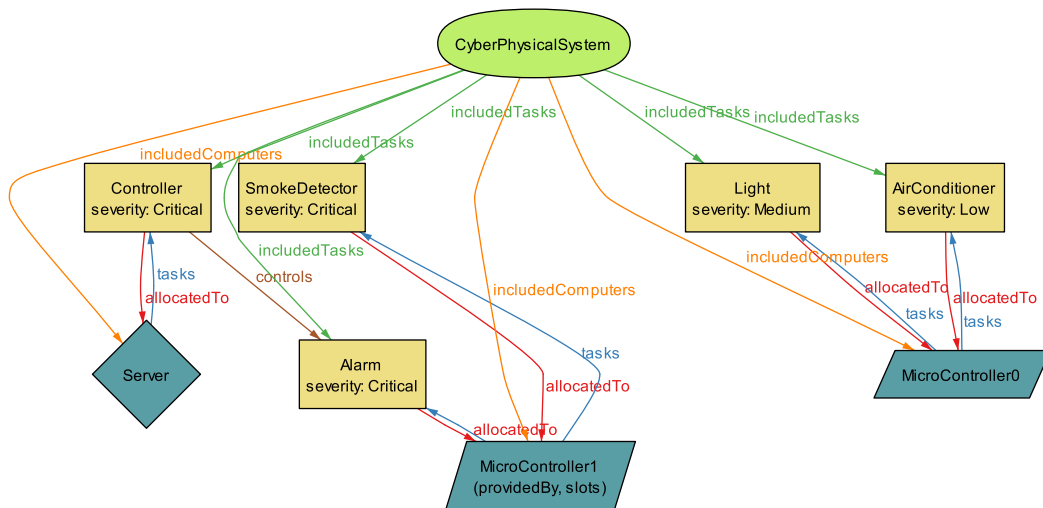 CyberPhysicalSystem
includedTasks
includedTasks
includedTasks
includedTasks
includedComputers
Controller
severity: Critical
SmokeDetector
severity: Critical
Light
severity: Medium
AirConditioner
severity: Low
includedTasks
includedComputers
controls
tasks
allocatedTo
includedComputers
allocatedTo
allocatedTo
tasks
tasks
Server
Alarm
severity: Critical
tasks
allocatedTo
MicroController0
allocatedTo
MicroController1
(providedBy, slots)